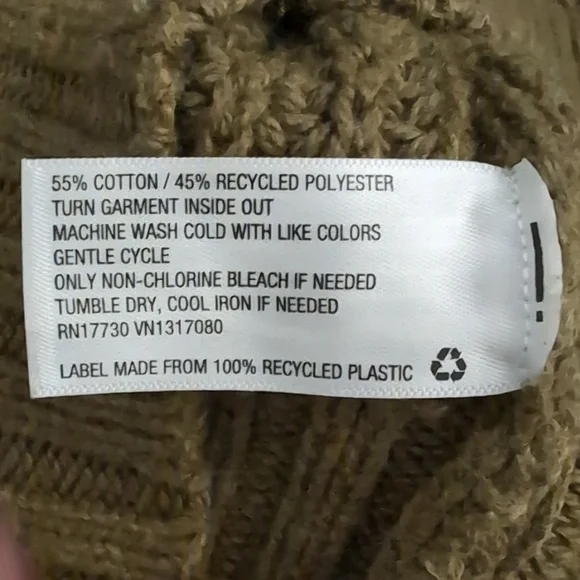 55% COTTON / 45% RECYCLED POLYESTER
TURN GARMENT INSIDE OUT
MACHINE WASH COLD WITH LIKE COLORS
GENTLE CYCLE
ONLY NON-CHLORINE BLEACH IF NEEDED
TUMBLE DRY, COOL IRON IF NEEDED
RN17730 VN1317080
LABEL MADE FROM 100% RECYCLED PLASTIC